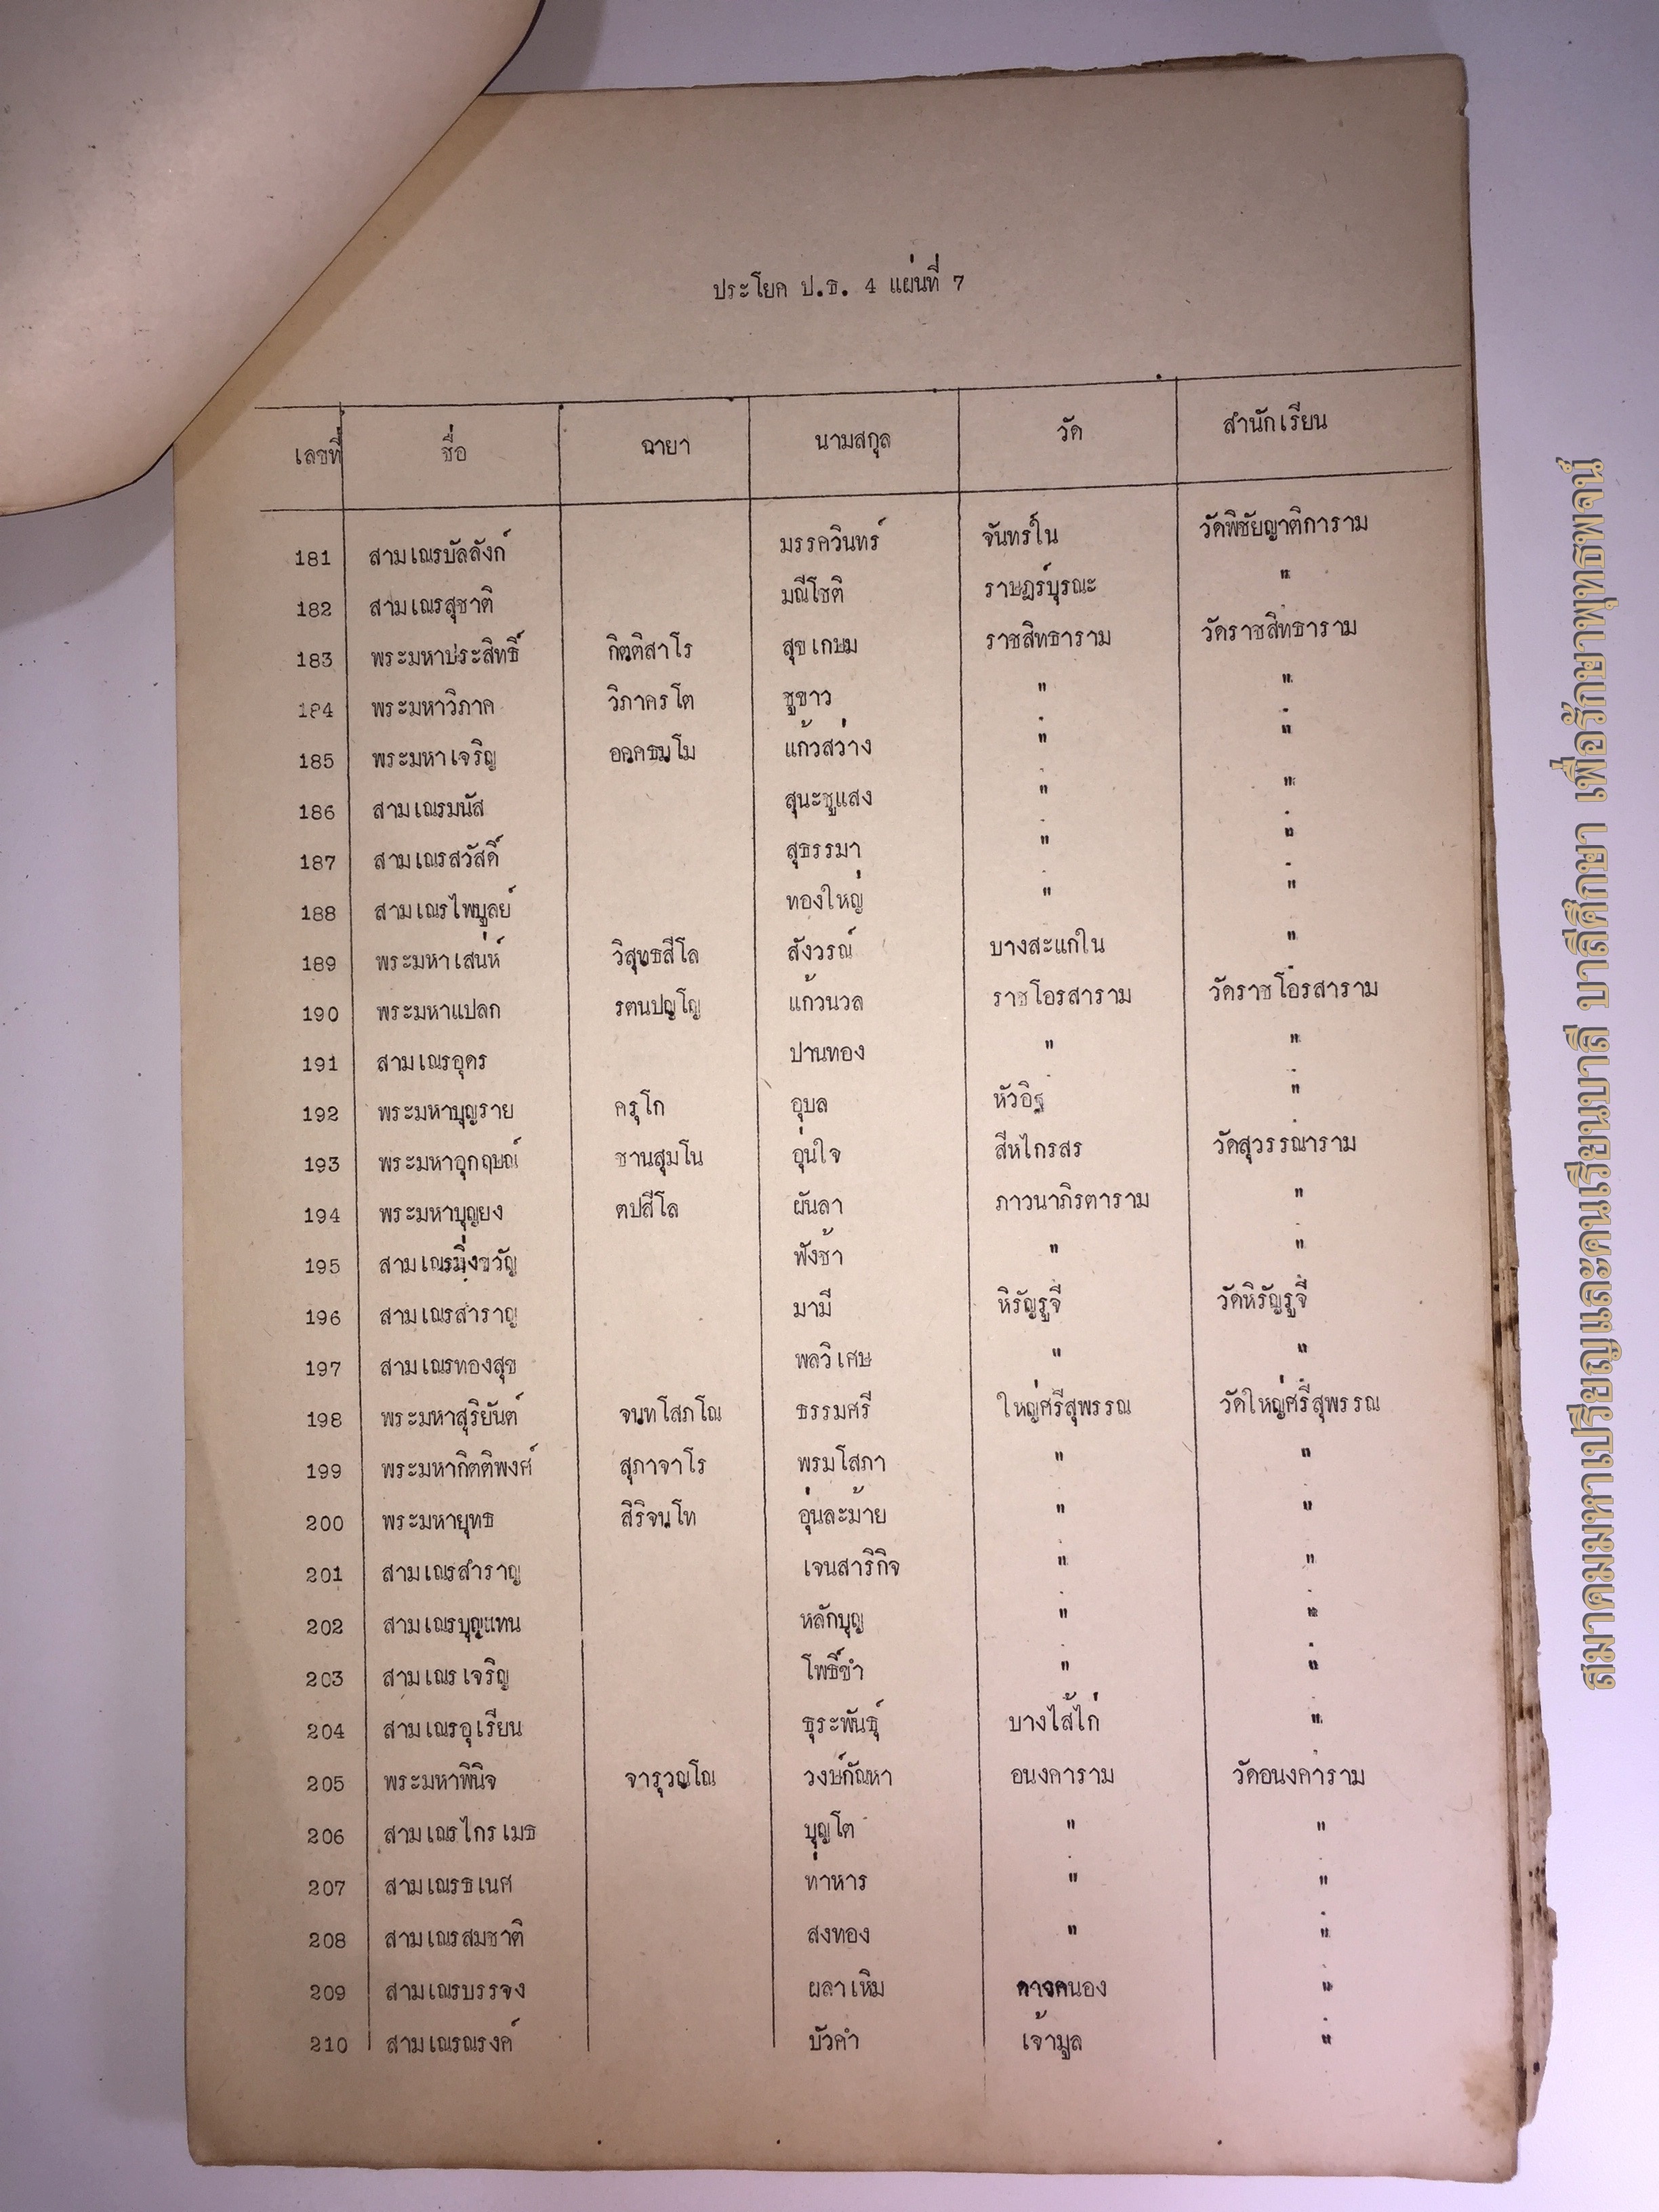 ประโยค ป.ธ. 4 แผ่นที่ 7
เลขที่ ชื่อ ฉายา นามสกุล วัด สำนักเรียน
181 สามเณรบัลลังก์ มรรควินทร์ จันทร์ใน วัดพิชัยญาติการาม
182 สามเณรสุชาติ มณีโชติ ราษฎร์บุรณะ "
183 พระมหาประสิทธิ์ กิตติสาโร สุขเกษม ราชสิทธาราม วัดราชสิทธาราม
184 พระมหาวิภาค วิภาครโต ชูขาว " "
185 พระมหาเจริญ อคฺคธมฺโม แก้วสว่าง " "
186 สามเณรมนัส สุนะชูแสง " "
187 สามเณรสวัสดิ์ สุธรรมา " "
188 สามเณรไพบูลย์ ทองใหญ่ " "
189 พระมหาเสน่ห์ วิสุทฺธสีโล สังวรณ์ บางสะแกใน "
190 พระมหาแปลก รตนปญฺโญ แก้วนวล ราชโอรสาราม วัดราชโอรสาราม
191 สามเณรอุดร ปานทอง " "
192 พระมหาบุญราย ครุโก อุบล หัวอิฐ "
193 พระมหาอุกฤษณ์ ชานสุมโน อุ่นใจ สีหไกรสร วัดสุวรรณาราม
194 พระมหาบุญยง ตปสีโล ผันลา ภาวนาภิรตาราม "
195 สามเณรมิ่งขวัญ ฟังช้า " "
196 สามเณรสำราญ มามี หิรัญรูจี วัดหิรัญรูจี
197 สามเณรทองสุข พลวิเศษ " "
198 พระมหาสุริยันต์ จนฺทโสภโณ ธรรมศรี ใหญ่ศรีสุพรรณ วัดใหญ่ศรีสุพรรณ
199 พระมหากิตติพงศ์ สุภาจาโร พรมโสภา " "
200 พระมหายุทธ สิริจนฺโท อุ่นละม้าย " "
201 สามเณรสำราญ เจนสาริกิจ " "
202 สามเณรบุญแทน หลักบุญ " "
203 สามเณรเจริญ โพธิ์ขำ " "
204 สามเณรอุเรียน ธุระพันธุ์ บางไส้ไก่ "
205 พระมหาพินิจ จารุวณฺโณ วงษ์กัณหา อนงคาราม วัดอนงคาราม
206 สามเณรไกรเมธ บุญโต " "
207 สามเณรธเนศ ท่าหาร " "
208 สามเณรสมชาติ สงทอง " "
209 สามเณรบรรจง ผลาเหิม ดาวคนอง "
210 สามเณรณรงค์ บัวคำ เจ้ามูล "
สมาคมมหาเปรียญและคนเรียนบาลี บาลีศึกษา เพื่อรักษาพุทธพจน์